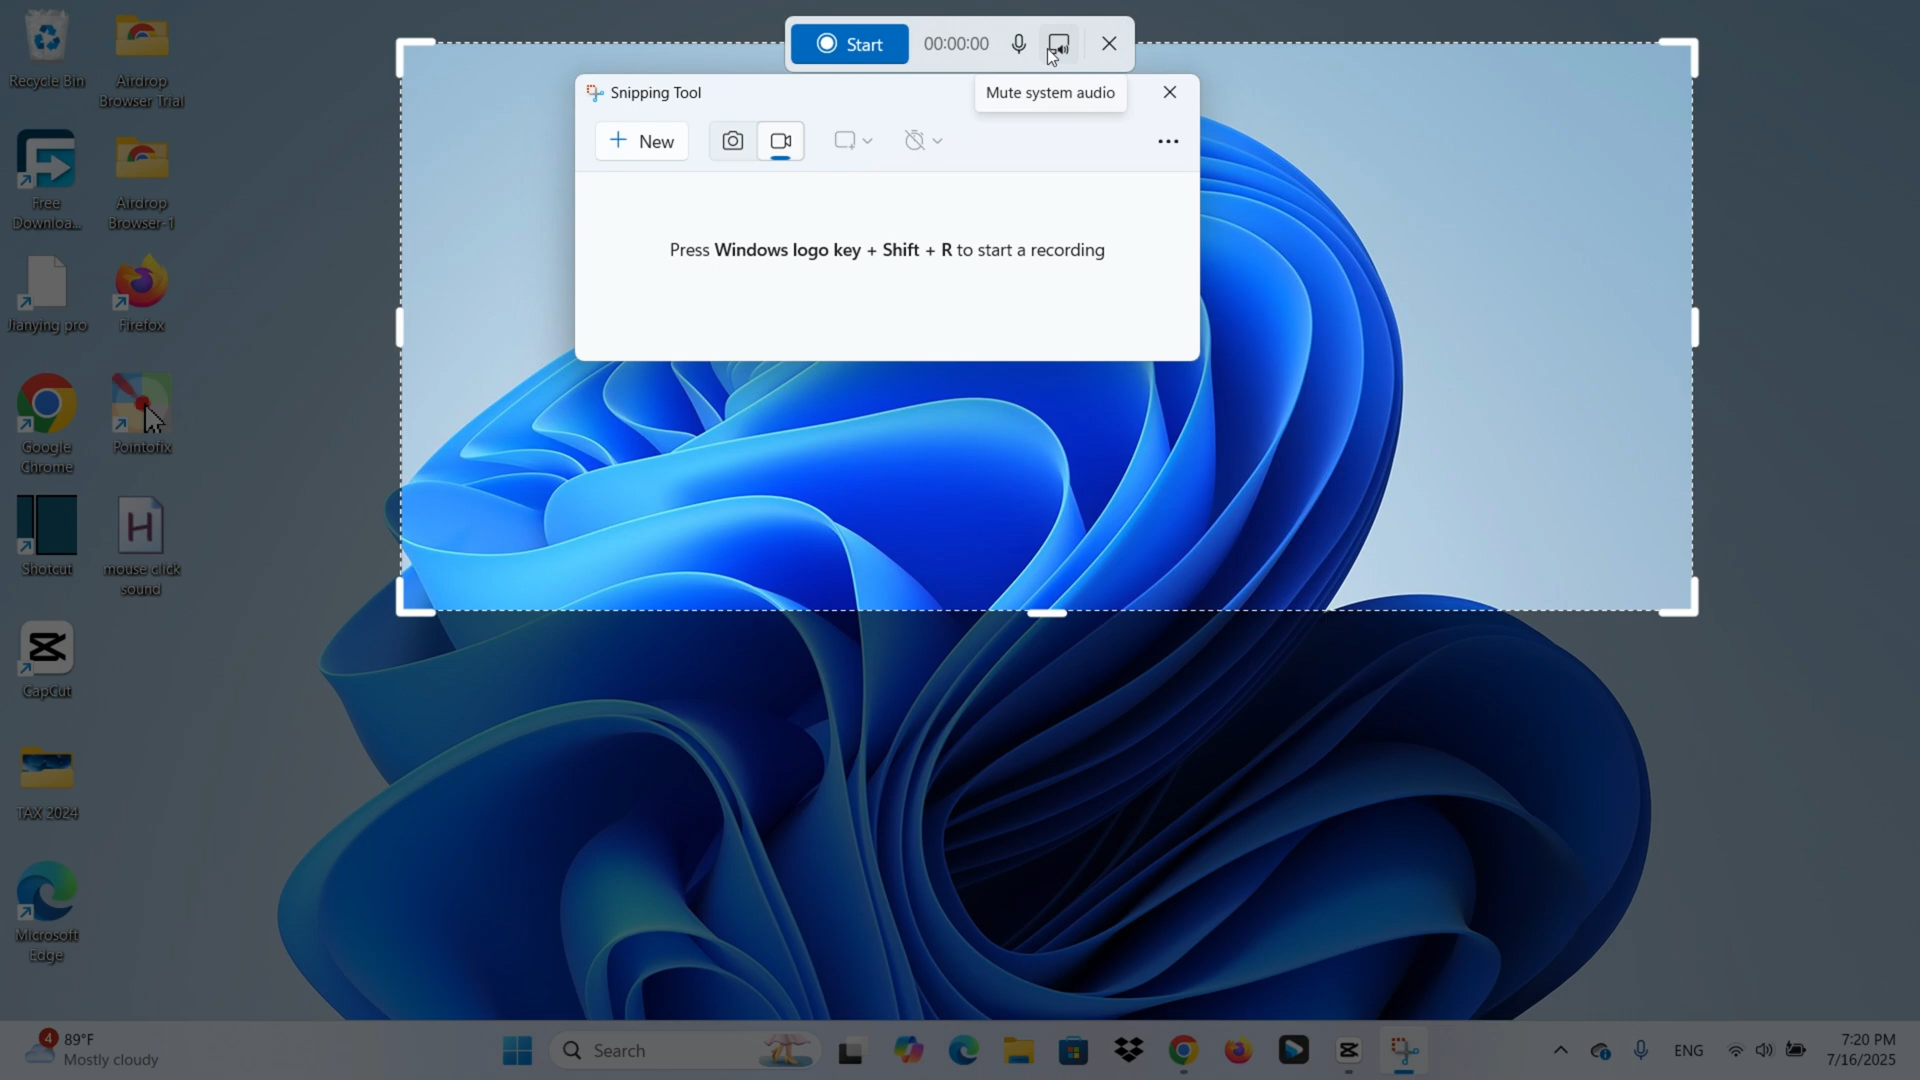 Start 00:00:00
Snipping Tool
Mute system audio
New
Press Windows logo key + Shift + R to start a recording
Recycle Bin
Airdrop
Browser Trial
Free
Downloa...
Airdrop
Browser-1
Jianying pro
Firefox
Google
Chrome
Pointofix
Shotcut
H
mouse click
sound
CapCut
TAX 2024
Microsoft
Edge
4
89°F
Mostly cloudy
Search
ENG
7:20 PM
7/16/2025